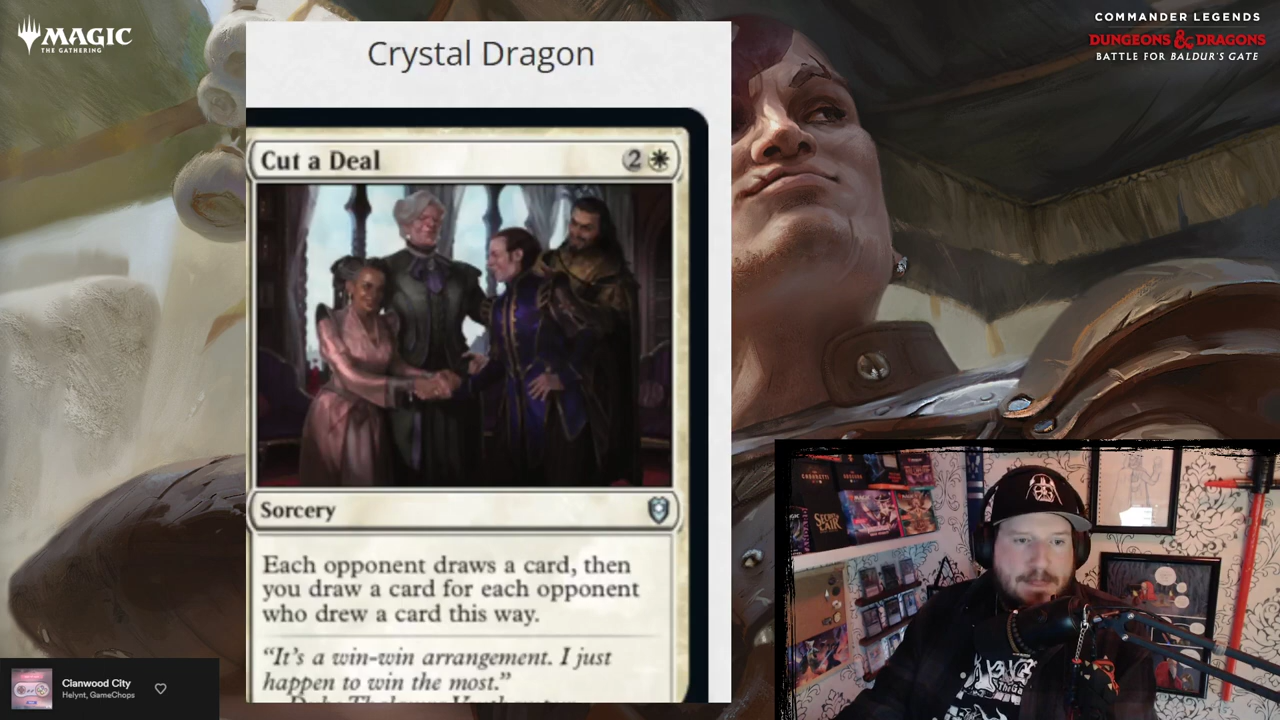 MAGIC
THE GATHERING
COMMANDER LEGENDS
DUNGEONS & DRAGONS
BATTLE FOR BALDUR'S GATE
Crystal Dragon
Cut a Deal
2
Sorcery
Each opponent draws a card, then
you draw a card for each opponent
who drew a card this way.
“It's a win-win arrangement. I just
happen to win the most.”
SECRET
LAIR
Clanwood City
Helynt, GameChops